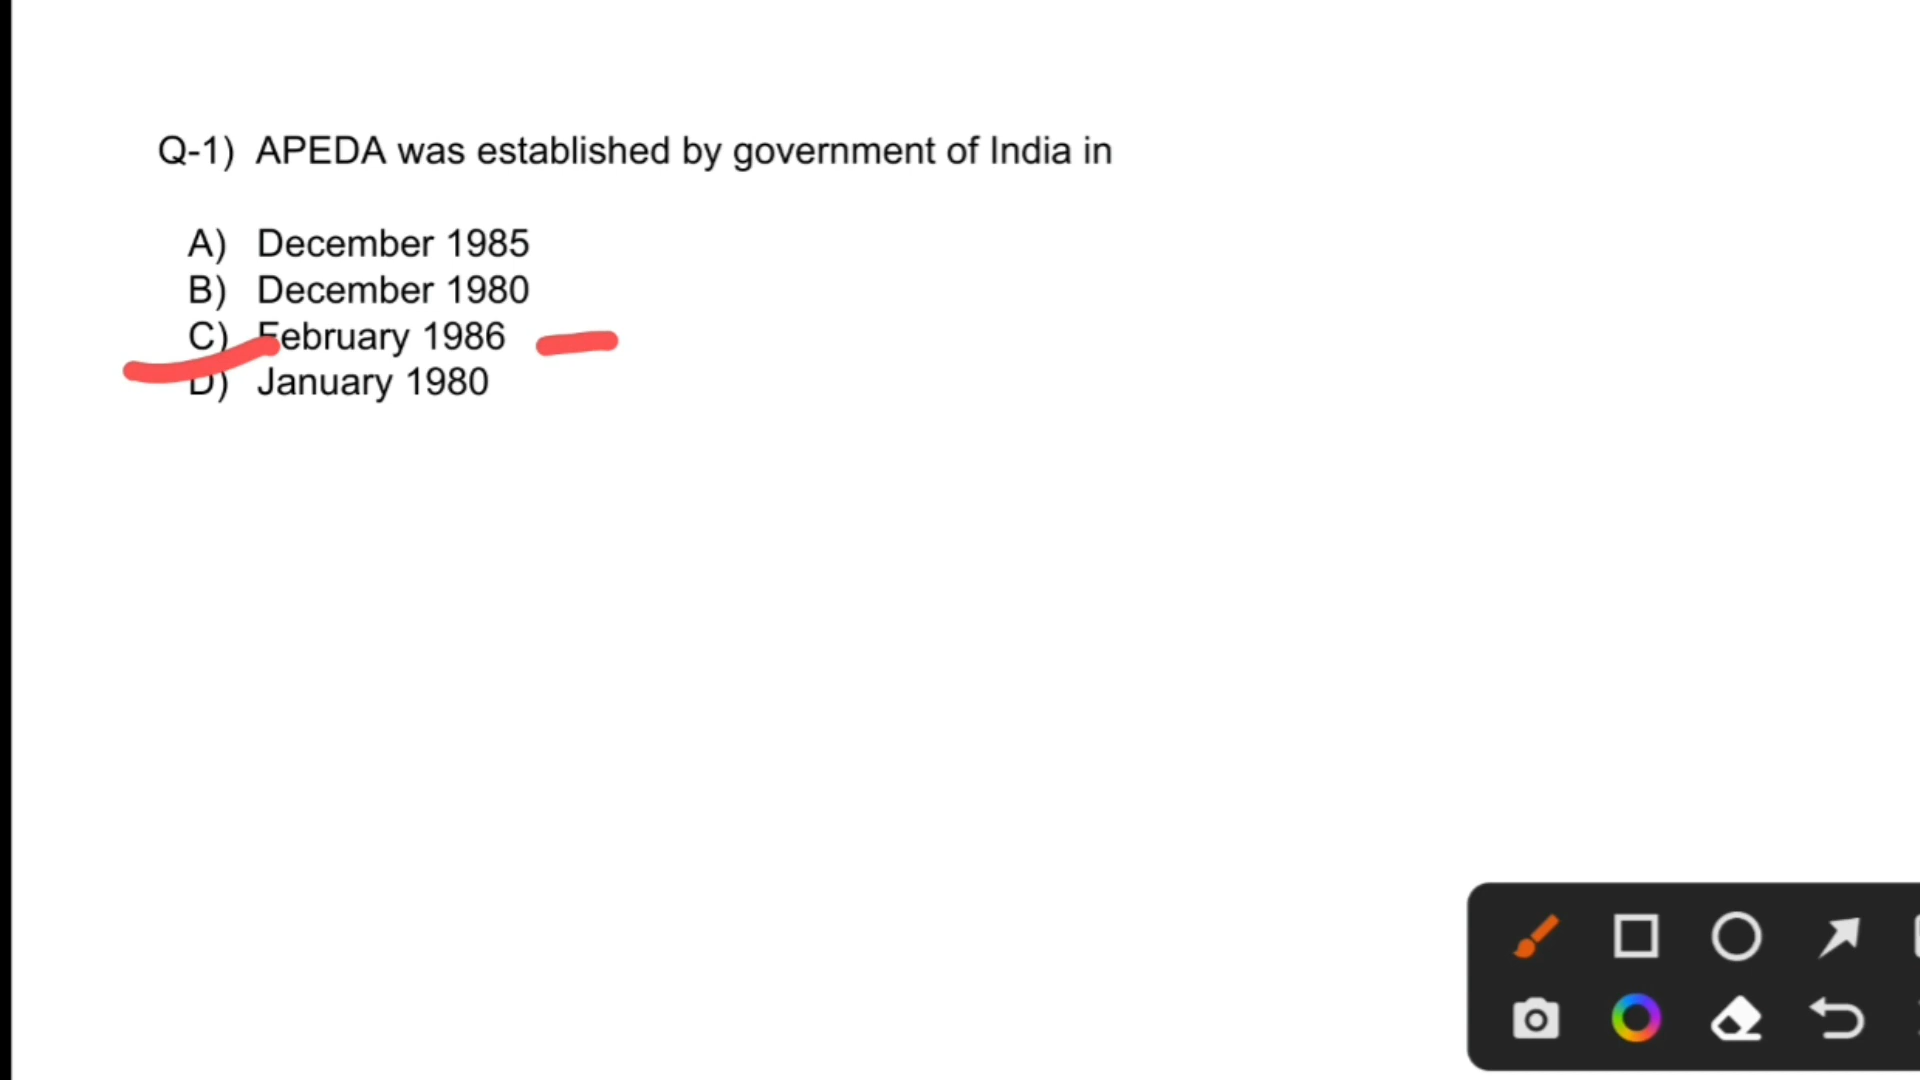 Q-1) APEDA was established by government of India in
A) December 1985
B) December 1980
C) February 1986
D) January 1980